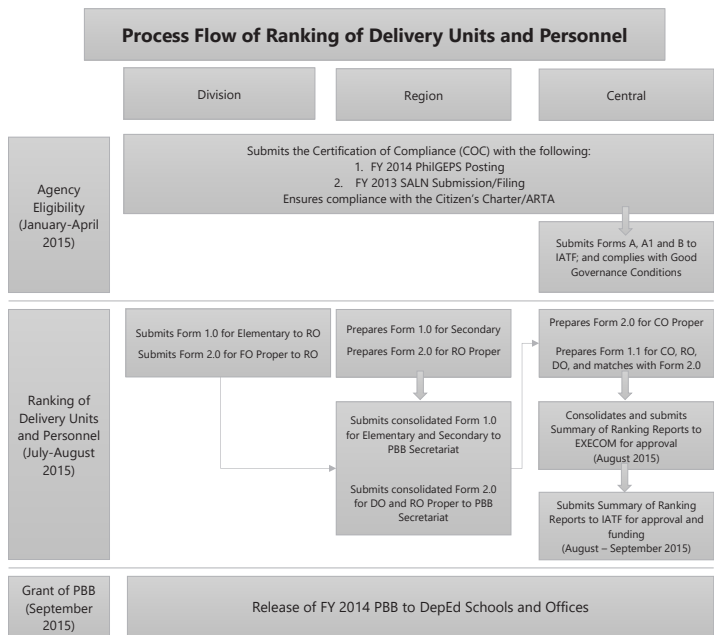 Process Flow of Ranking of Delivery Units and Personnel
Division
Region
Central
Agency
Eligibility
(January-April
2015)
Submits the Certification of Compliance (COC) with the following:
1. FY 2014 PhilGEPS Posting
2. FY 2013 SALN Submission/Filing
Ensures compliance with the Citizen's Charter/ARTA
Submits Forms A, A1 and B to
IATF; and complies with Good
Governance Conditions
Ranking of
Delivery Units
and Personnel
(July-August
2015)
Submits Form 1.0 for Elementary to RO
Submits Form 2.0 for FO Proper to RO
Prepares Form 1.0 for Secondary
Prepares Form 2.0 for RO Proper
Submits consolidated Form 1.0
for Elementary and Secondary to
PBB Secretariat
Submits consolidated Form 2.0
for DO and RO Proper to PBB
Secretariat
Prepares Form 2.0 for CO Proper
Prepares Form 1.1 for CO, RO,
DO, and matches with Form 2.0
Consolidates and submits
Summary of Ranking Reports to
EXECOM for approval
(August 2015)
Submits Summary of Ranking
Reports to IATF for approval and
funding
(August – September 2015)
Grant of PBB
(September
2015)
Release of FY 2014 PBB to DepEd Schools and Offices